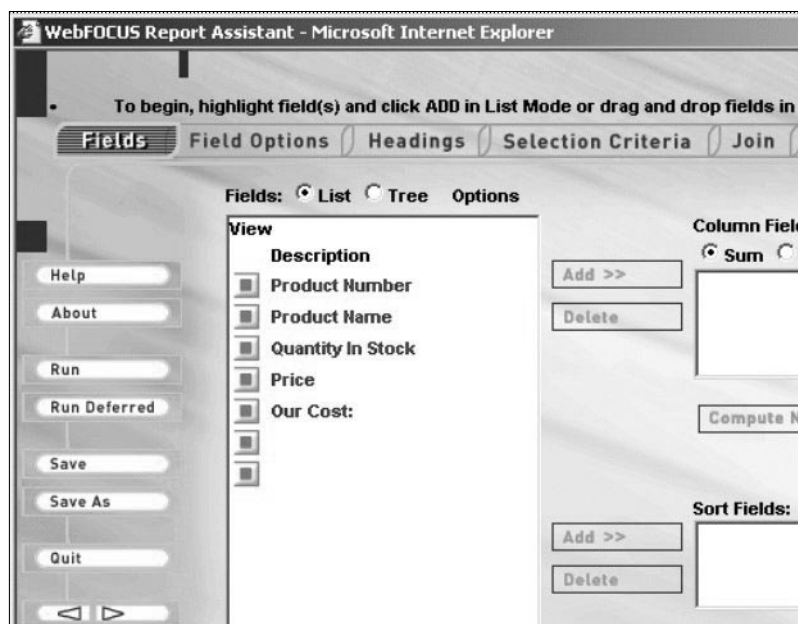 WebFOCUS Report Assistant - Microsoft Internet Explorer
To begin, highlight field(s) and click ADD in List Mode or drag and drop fields in
Fields Field Options Headings Selection Criteria Join
Fields: List Tree Options
View
Description
Product Number
Product Name
Quantity In Stock
Price
Our Cost:
Help
About
Run
Run Deferred
Save
Save As
Quit
Add >>
Delete
Column Field
Sum
Compute N
Sort Fields:
Add >>
Delete